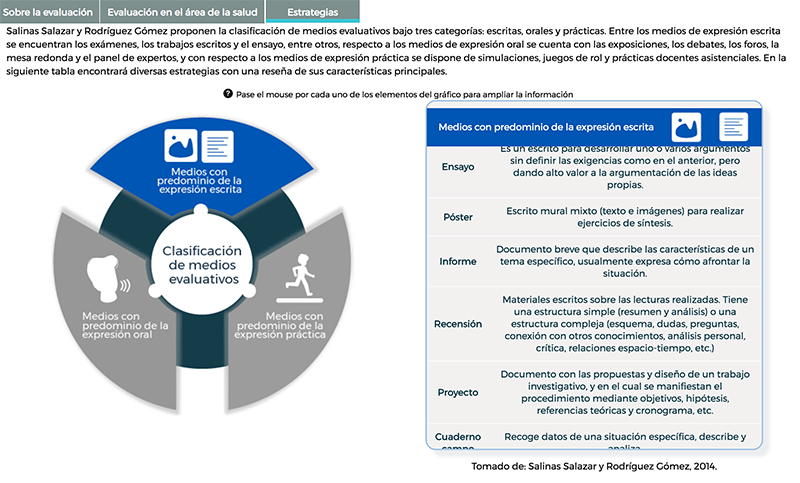 Sobre la evaluación
Evaluación en el área de la salud
Estrategias
Salinas Salazar y Rodríguez Gómez proponen la clasificación de medios evaluativos bajo tres categorías: escritas, orales y prácticas. Entre los medios de expresión escrita
se encuentran los exámenes, los trabajos escritos y el ensayo, entre otros, respecto a los medios de expresión oral se cuenta con las exposiciones, los debates, los foros, la
mesa redonda y el panel de expertos, y con respecto a los medios de expresión práctica se dispone de simulaciones, juegos de rol y prácticas docentes asistenciales. En la
siguiente tabla encontrará diversas estrategias con una reseña de sus características principales.
? Pase el mouse por cada uno de los elementos del gráfico para ampliar la información
Medios con
predominio de la
expresión escrita
Clasificación
de medios
evaluativos
Medios con
predominio de la
expresión oral
Medios con
predominio de la
expresión práctica
Medios con predominio de la expresión escrita
Ensayo
Es un escrito para desarrollar uno o varios argumentos
sin definir las exigencias como en el anterior, pero
dando alto valor a la argumentación de las ideas
propias.
Póster
Escrito mural mixto (texto e imágenes) para realizar
ejercicios de síntesis.
Informe
Documento breve que describe las características de un
tema específico, usualmente expresa cómo afrontar la
situación.
Recensión
Materiales escritos sobre las lecturas realizadas. Tiene
una estructura simple (resumen y análisis) o una
estructura compleja (esquema, dudas, preguntas,
conexión con otros conocimientos, análisis personal,
crítica, relaciones espacio-tiempo, etc.)
Proyecto
Documento con las propuestas y diseño de un trabajo
investigativo, y en el cual se manifiestan el
procedimiento mediante objetivos, hipótesis,
referencias teóricas y cronograma, etc.
Cuaderno
campo
Recoge datos de una situación específica, describe y
analiza
Tomado de: Salinas Salazar y Rodríguez Gómez, 2014.